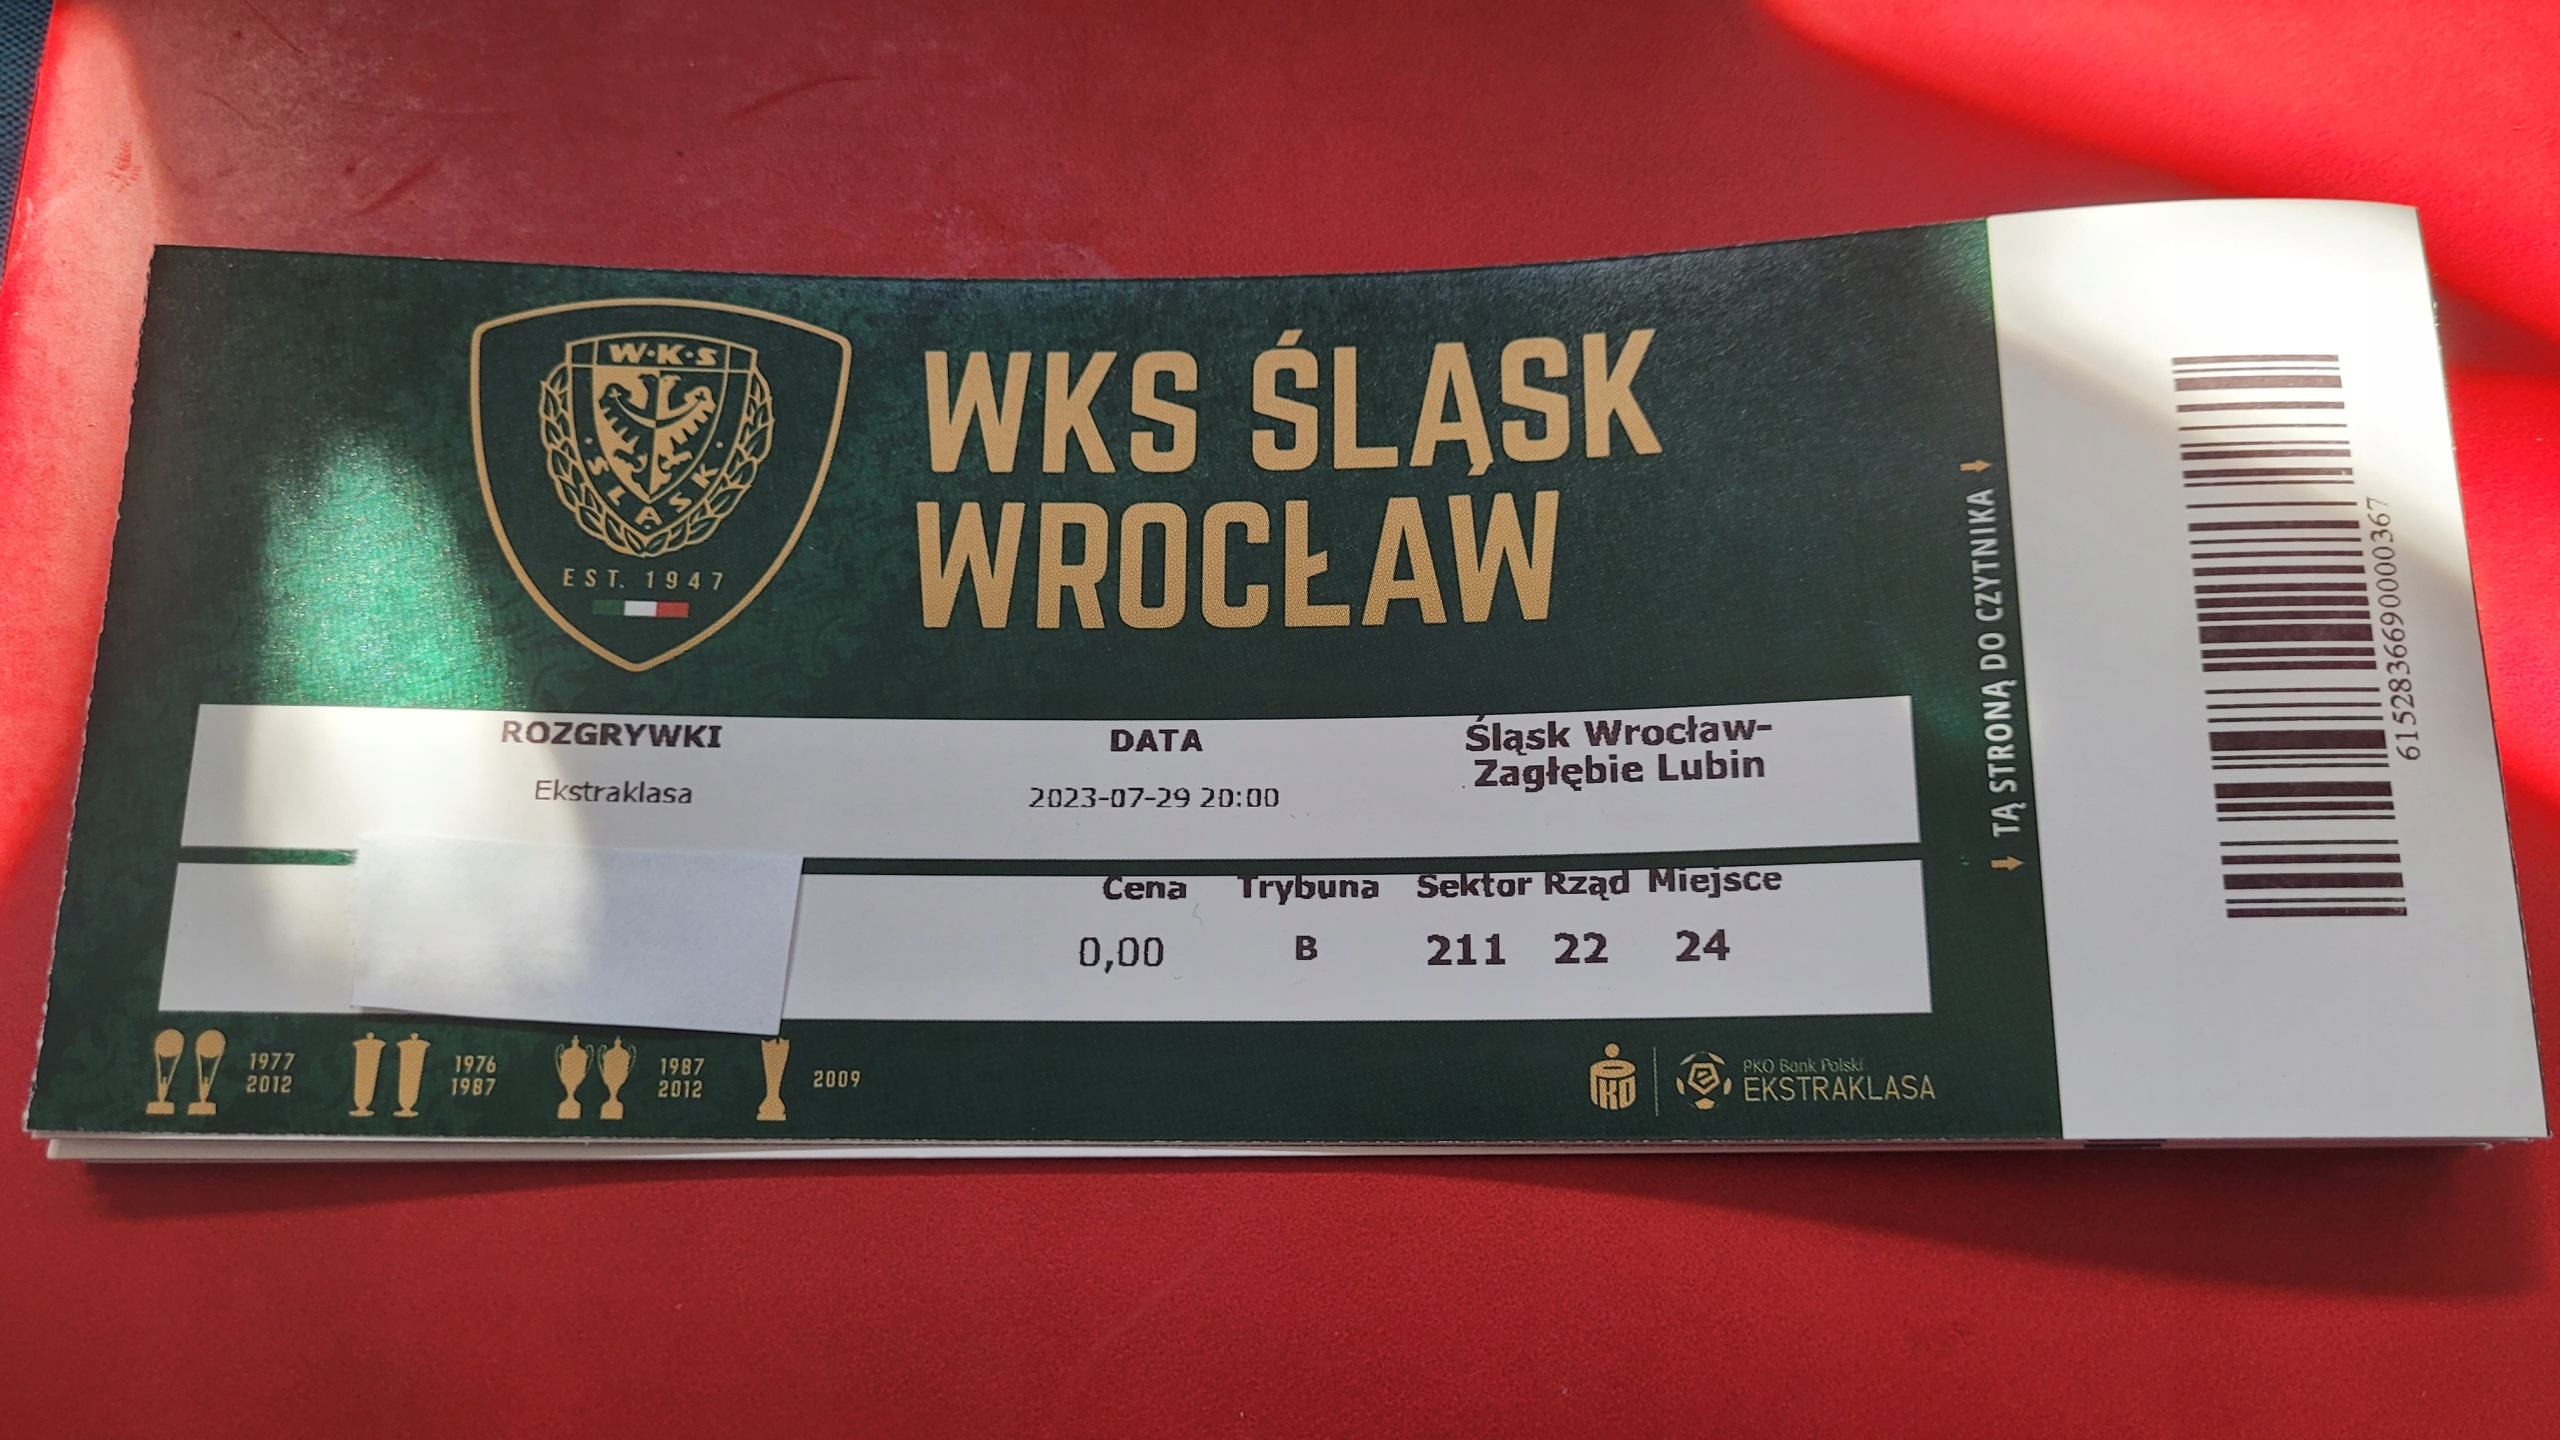 W·K·S
ŚLĄSK
EST. 1947
WKS ŚLĄSK
WROCŁAW
ROZGRYWKI
Ekstraklasa
DATA
2023-07-29 20:00
Śląsk Wrocław-
Zagłębie Lubin
Cena Trybuna Sektor Rząd Miejsce
0,00 B 211 22 24
1977
2012
1976
1987
1987
2012
2009
PKO
PKO Bank Polski
EKSTRAKLASA
TĄ STRONĄ DO CZYTNIKA
61528366900000367